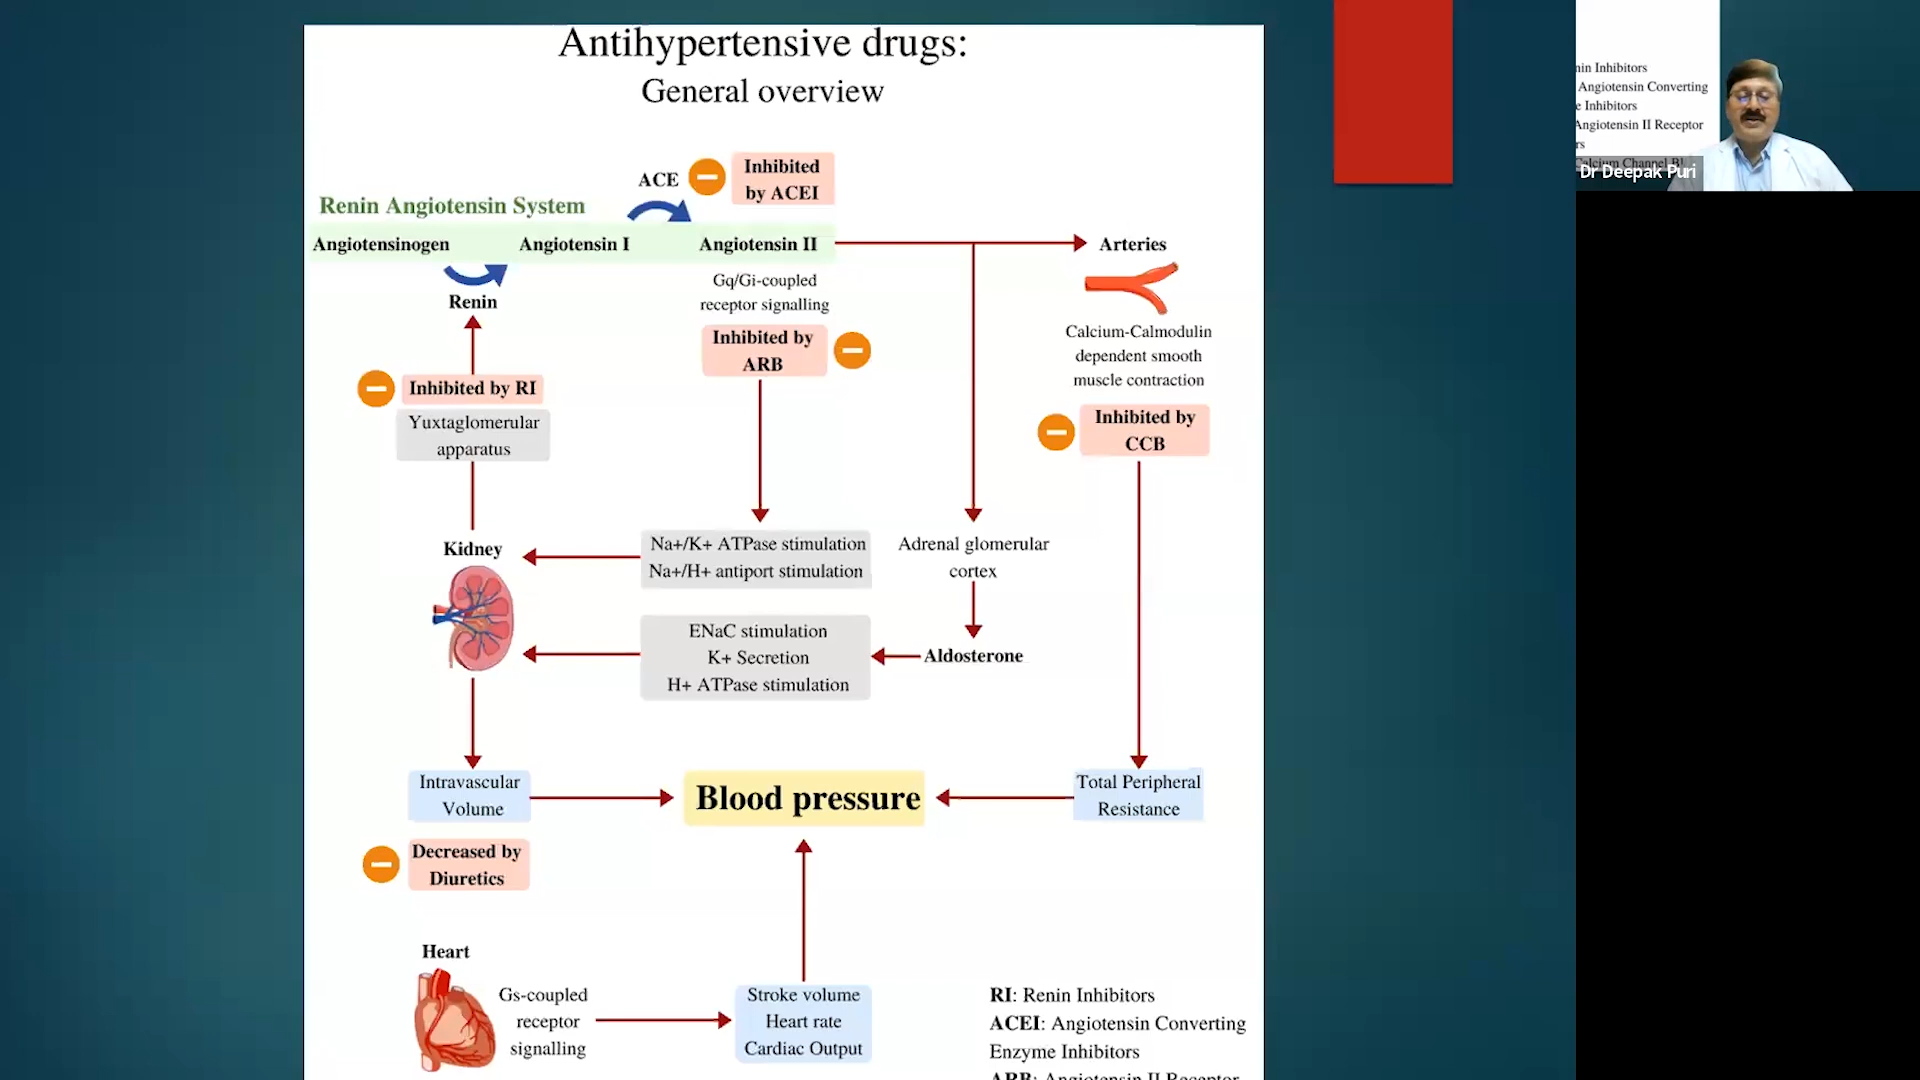 Antihypertensive drugs:
General overview
ACE
Inhibited
by ACEI
Renin Angiotensin System
Angiotensinogen
Angiotensin I
Angiotensin II
Arteries
Renin
Gq/Gi-coupled
receptor signalling
Inhibited by
ARB
Calcium-Calmodulin
dependent smooth
muscle contraction
Inhibited by RI
Yuxtaglomerular
apparatus
Inhibited by
CCB
Kidney
Na+/K+ ATPase stimulation
Na+/H+ antiport stimulation
Adrenal glomerular
cortex
ENaC stimulation
K+ Secretion
H+ ATPase stimulation
Aldosterone
Intravascular
Volume
Blood pressure
Total Peripheral
Resistance
Decreased by
Diuretics
Heart
Gs-coupled
receptor
signalling
Stroke volume
Heart rate
Cardiac Output
RI: Renin Inhibitors
ACEI: Angiotensin Converting
Enzyme Inhibitors
ARB: Angiotensin II Receptor
nin Inhibitors
Angiotensin Converting
e Inhibitors
Angiotensin II Receptor
rs
Calcium Channel Bl
Dr Deepak Puri